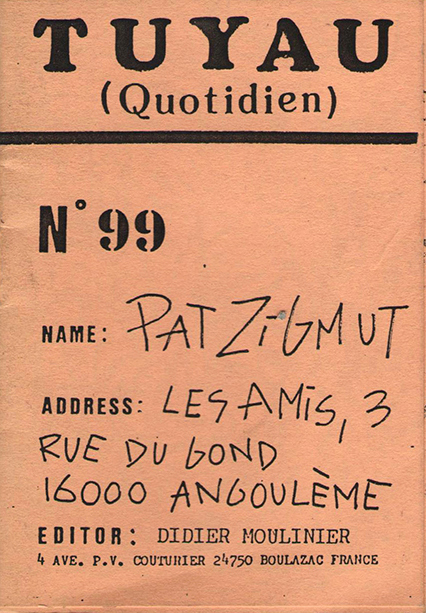 TUYAU
(Quotidien)
N° 99
NAME: PAT ZiGMUT
ADDRESS: LES AMiS, 3
RUE DU GOND
16000 ANGOULÈME
EDITOR: DIDIER MOULINIER
4 AVE. P.V. COUTURIER 24750 BOULAZAC FRANCE